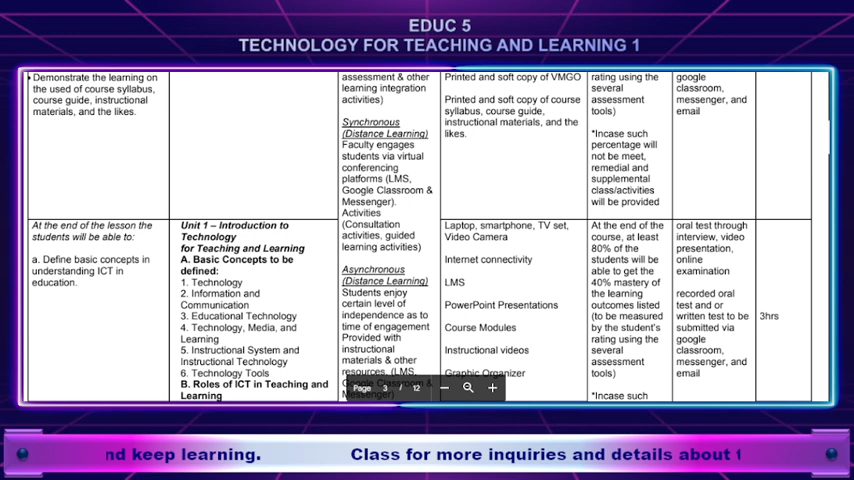 EDUC 5
TECHNOLOGY FOR TEACHING AND LEARNING 1
• Demonstrate the learning on
the used of course syllabus,
course guide, instructional
materials, and the likes.
assessment & other
learning integration
activities)
Synchronous
(Distance Learning)
Faculty engages
students via virtual
conferencing
platforms (LMS,
Google Classroom &
Messenger).
Activities
(Consultation
activities, guided
learning activities)
Asynchronous
(Distance Learning)
Students enjoy
certain level of
independence as to
time of engagement
Provided with
instructional
materials & other
resources. (LMS,
Google Classroom &
Messenger)
Printed and soft copy of VMGO
Printed and soft copy of course
syllabus, course guide,
instructional materials, and the
likes.
rating using the
several
assessment
tools)
*Incase such
percentage will
not be meet,
remedial and
supplemental
class/activities
will be provided
google
classroom,
messenger, and
email
At the end of the lesson the
students will be able to:
a. Define basic concepts in
understanding ICT in
education.
Unit 1 – Introduction to
Technology
for Teaching and Learning
A. Basic Concepts to be
defined:
1. Technology
2. Information and
Communication
3. Educational Technology
4. Technology, Media, and
Learning
5. Instructional System and
Instructional Technology
6. Technology Tools
B. Roles of ICT in Teaching and
Learning
Laptop, smartphone, TV set,
Video Camera
Internet connectivity
LMS
PowerPoint Presentations
Course Modules
Instructional videos
Graphic Organizer
At the end of the
course, at least
80% of the
students will be
able to get the
40% mastery of
the learning
outcomes listed
(to be measured
by the student's
rating using the
several
assessment
tools)
*Incase such
oral test through
interview, video
presentation,
online
examination
recorded oral
test and or
written test to be
submitted via
google
classroom,
messenger, and
email
3hrs
Page 3 / 12
nd keep learning. Class for more inquiries and details about